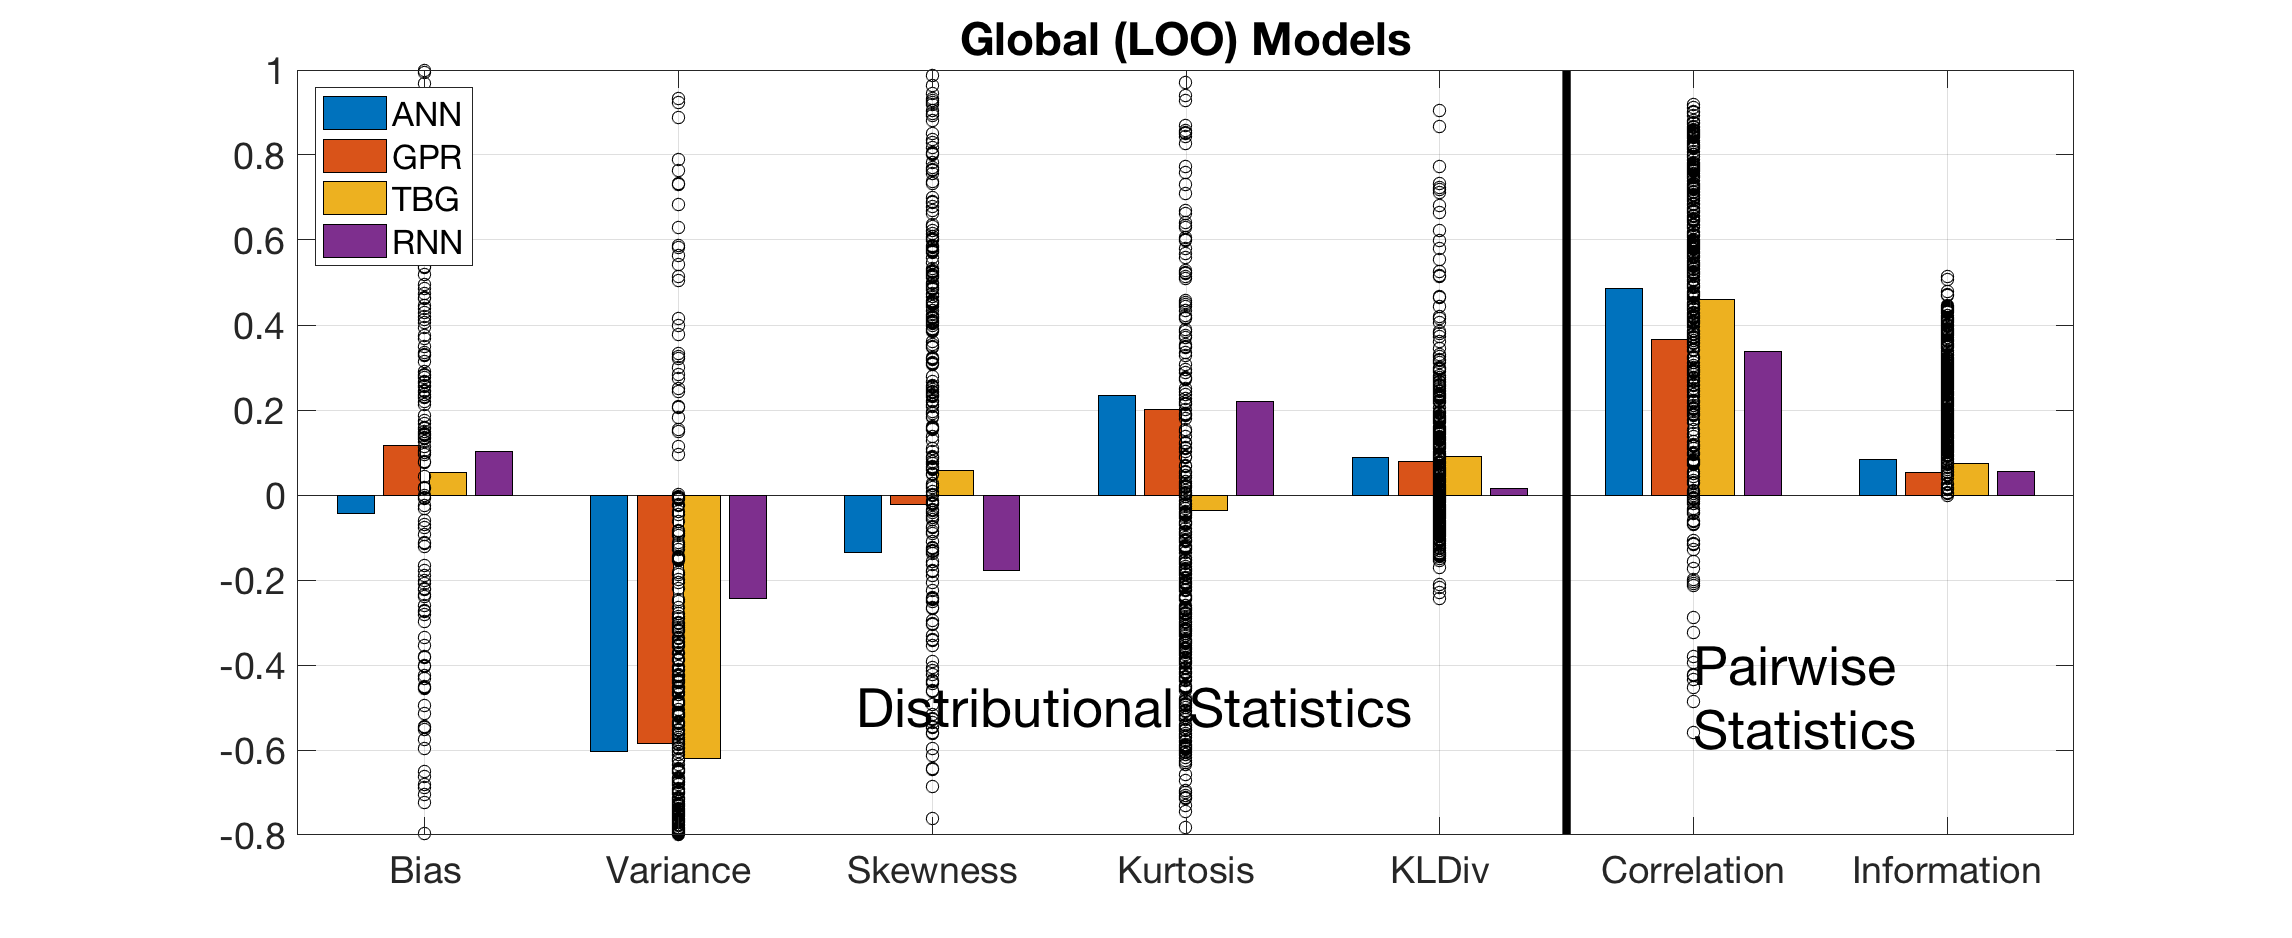 Global (LOO) Models
1
0.8
0.6
0.4
0.2
0
-0.2
-0.4
-0.6
-0.8
ANN
GPR
TBG
RNN
Distributional Statistics
Pairwise
Statistics
Bias Variance Skewness Kurtosis KLDiv Correlation Information